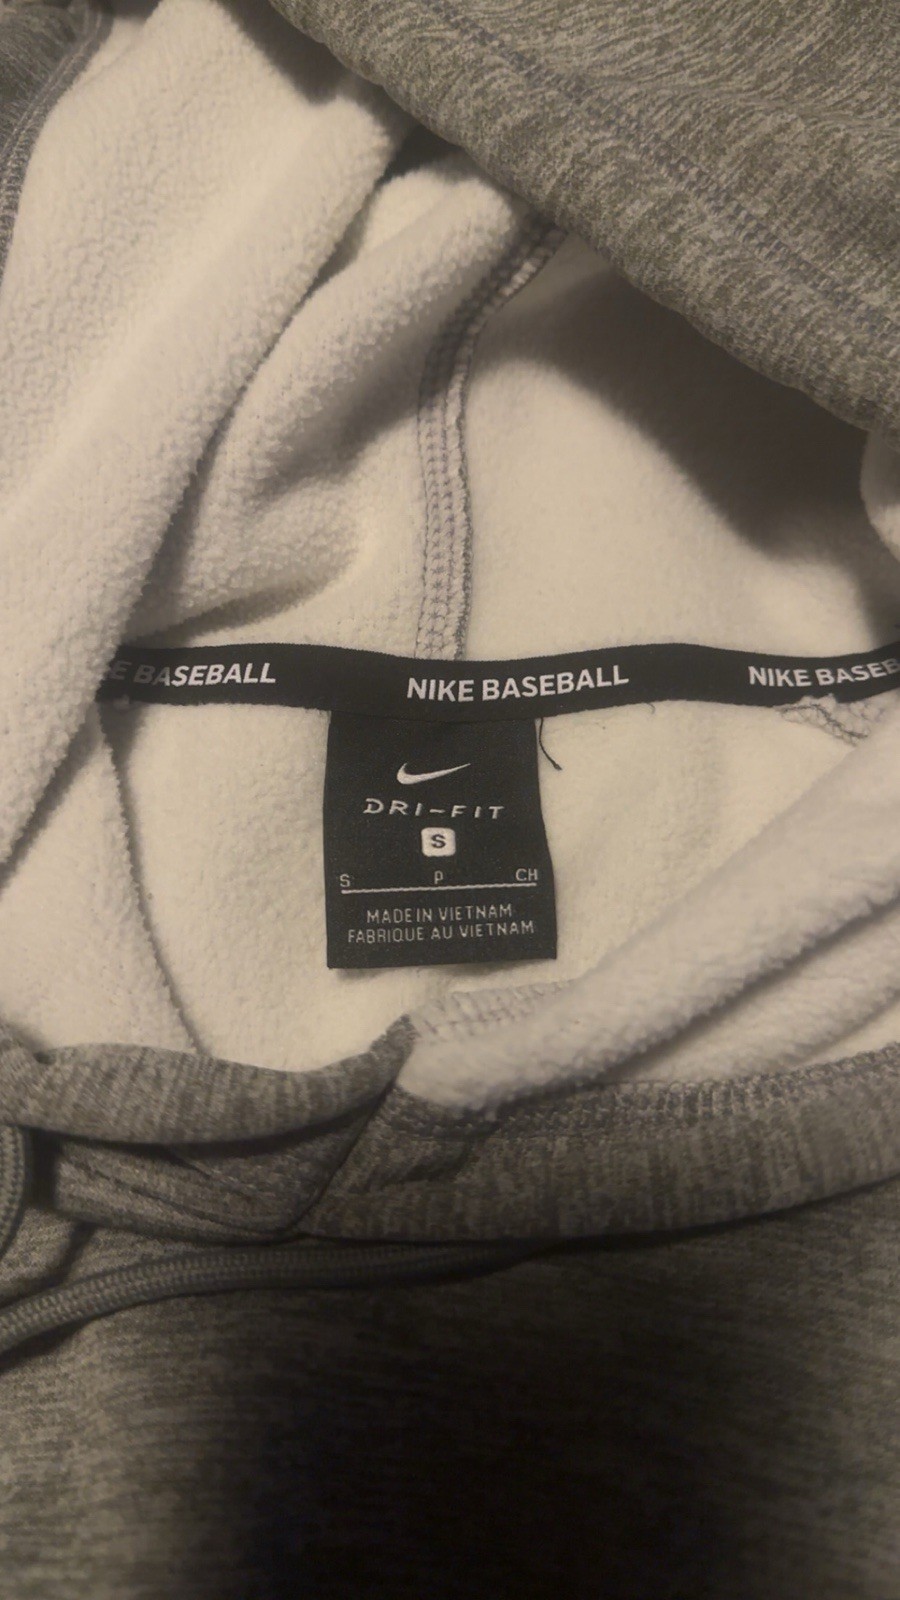 E BASEBALL NIKE BASEBALL NIKE BASEB
DRI-FIT
S
S P CH
MADE IN VIETNAM
FABRIQUE AU VIETNAM